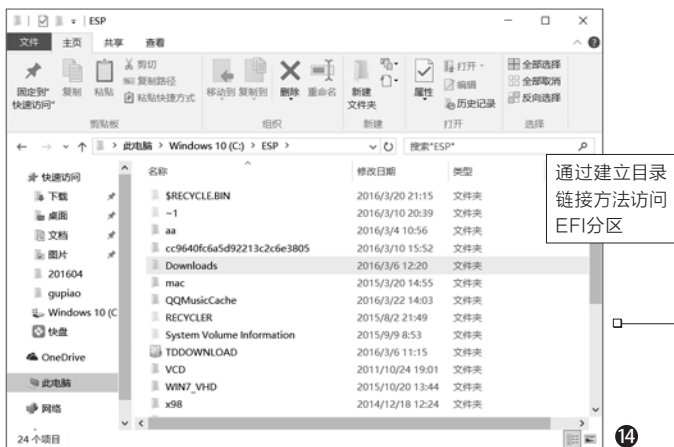 ESP
文件 主页 共享 查看
固定到"快速访问"
复制
粘贴
剪切
复制路径
粘贴快捷方式
剪贴板
移动到 复制到 删除 重命名
组织
新建文件夹
新建
属性
打开
编辑
历史记录
打开
全部选择
全部取消
反向选择
选择
此电脑 > Windows 10 (C:) > ESP >
搜索"ESP"
快速访问
下载
桌面
文档
图片
201604
gupiao
Windows 10 (C
快盘
OneDrive
此电脑
网络
名称 修改日期 类型
$RECYCLE.BIN 2016/3/20 21:15 文件夹
~1 2016/3/10 20:39 文件夹
aa 2016/3/4 10:56 文件夹
cc9640fc6a5d92213c2c6e3805 2016/3/10 15:52 文件夹
Downloads 2016/3/6 12:20 文件夹
mac 2015/3/20 14:55 文件夹
QQMusicCache 2016/3/22 14:03 文件夹
RECYCLER 2015/8/2 21:49 文件夹
System Volume Information 2015/9/9 8:53 文件夹
TDDOWNLOAD 2016/3/6 11:15 文件夹
VCD 2011/10/24 19:01 文件夹
WIN7_VHD 2015/10/20 13:44 文件夹
x98 2014/12/18 12:24 文件夹
24 个项目
通过建立目录
链接方法访问
EFI分区
14